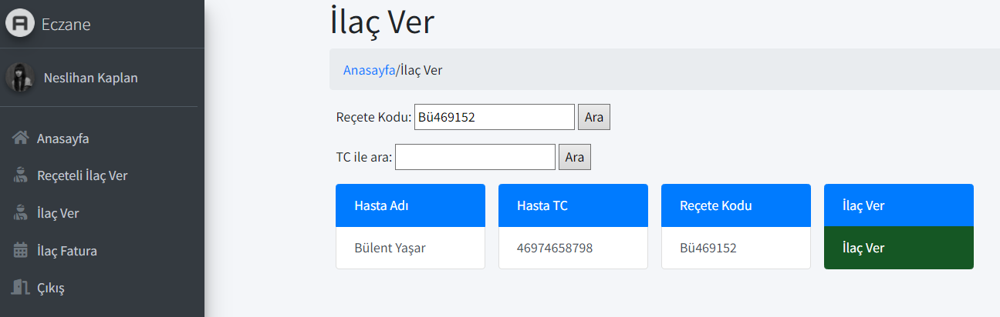 Eczane
Neslihan Kaplan
Anasayfa
Reçeteli İlaç Ver
İlaç Ver
İlaç Fatura
Çıkış
İlaç Ver
Anasayfa/İlaç Ver
Reçete Kodu: Bü469152 Ara
TC ile ara: Ara
Hasta Adı Hasta TC Reçete Kodu İlaç Ver
Bülent Yaşar 46974658798 Bü469152 İlaç Ver